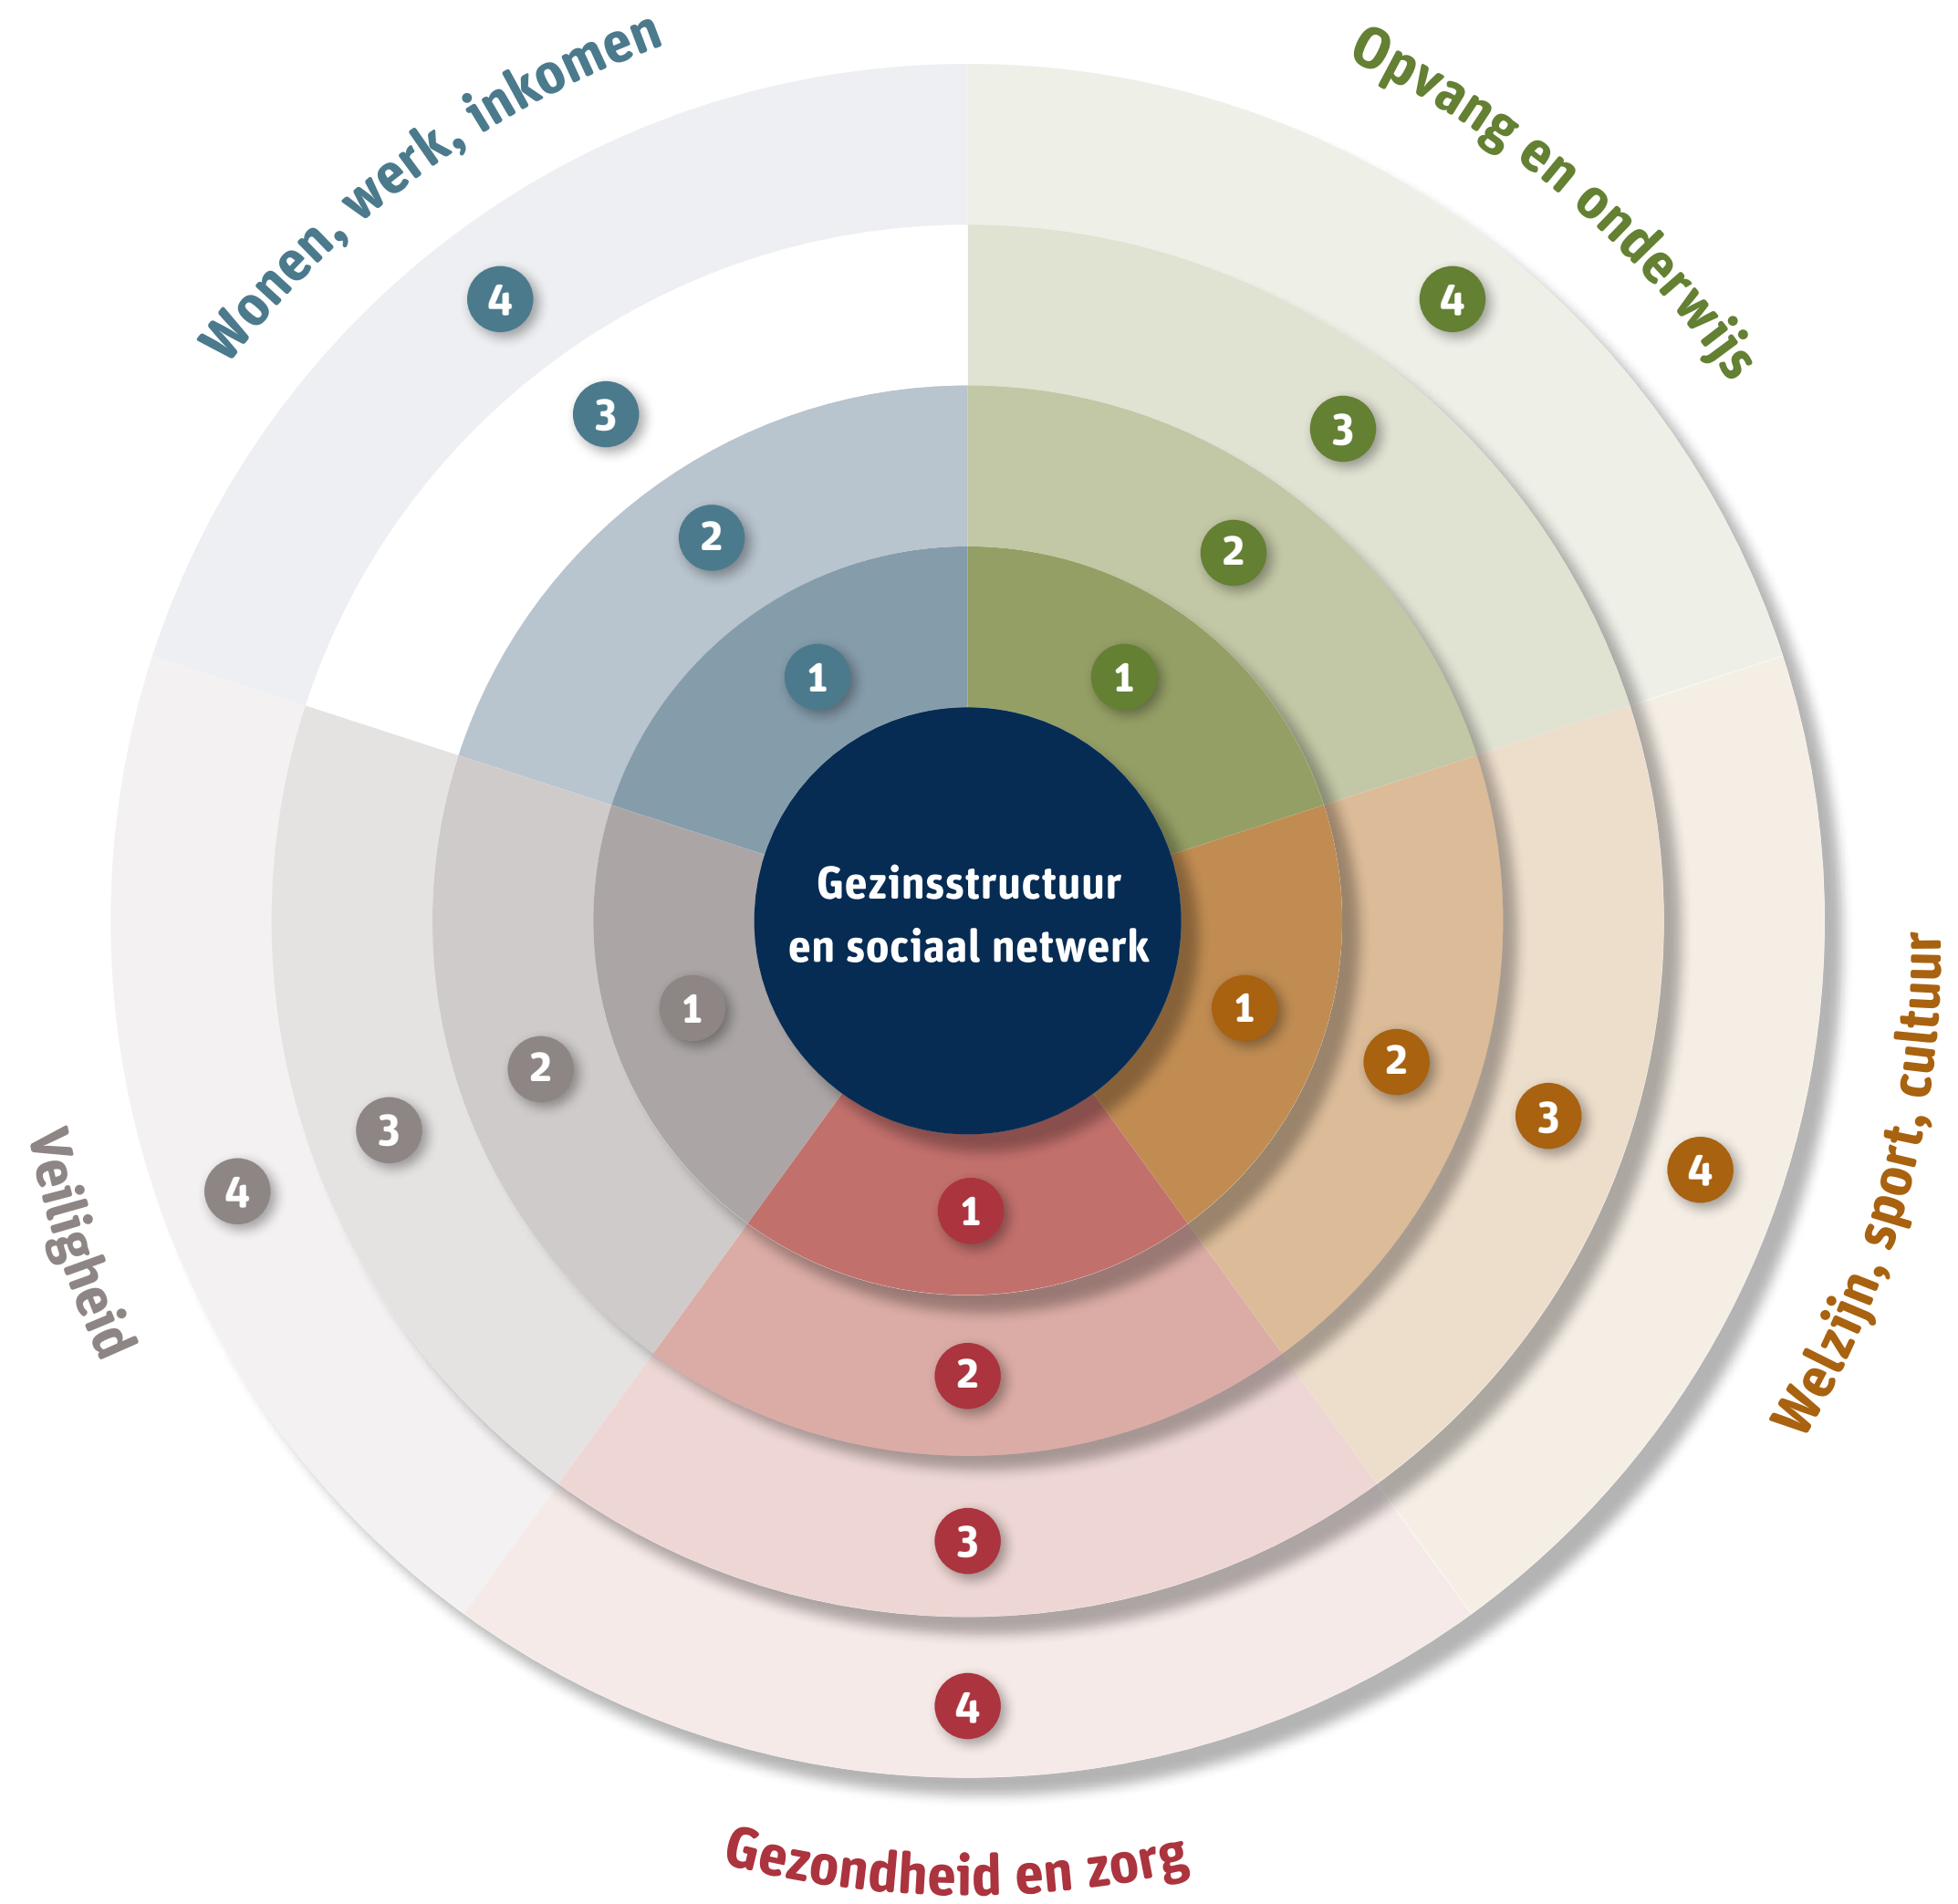 Wonen, werk, inkomen
4
3
2
1
Opvang en onderwijs
4
3
2
1
Gezinsstructuur
en sociaal netwerk
Welzijn, sport, cultuur
1
2
3
4
Veiligheid
1
2
3
4
1
2
3
4
Gezondheid en zorg